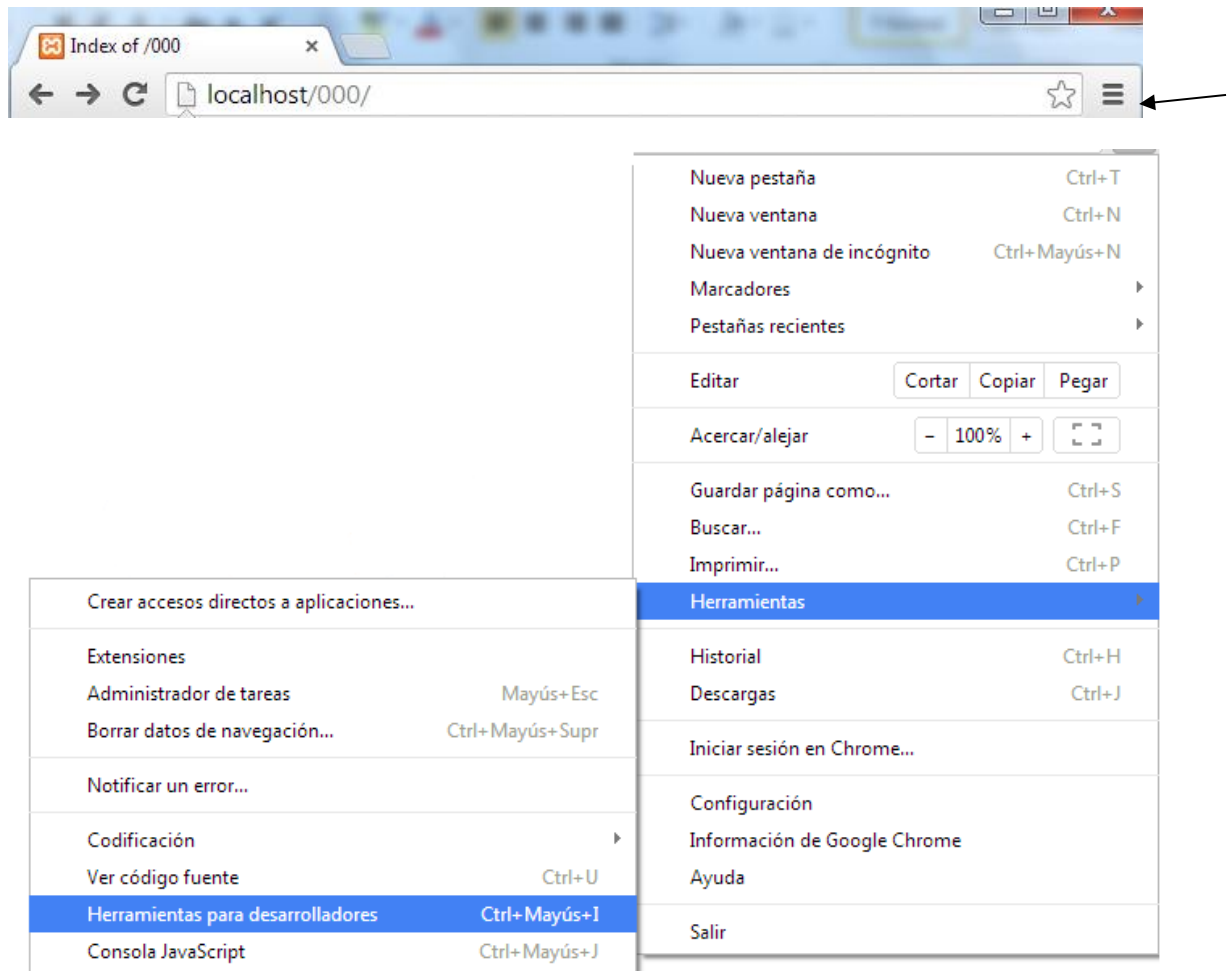 Index of /000
localhost/000/
Nueva pestaña Ctrl+T
Nueva ventana Ctrl+N
Nueva ventana de incógnito Ctrl+Mayús+N
Marcadores
Pestañas recientes
Editar Cortar Copiar Pegar
Acercar/alejar - 100% +
Guardar página como... Ctrl+S
Buscar... Ctrl+F
Imprimir... Ctrl+P
Herramientas
Historial Ctrl+H
Descargas Ctrl+J
Iniciar sesión en Chrome...
Configuración
Información de Google Chrome
Ayuda
Salir
Crear accesos directos a aplicaciones...
Extensiones
Administrador de tareas Mayús+Esc
Borrar datos de navegación... Ctrl+Mayús+Supr
Notificar un error...
Codificación
Ver código fuente Ctrl+U
Herramientas para desarrolladores Ctrl+Mayús+I
Consola JavaScript Ctrl+Mayús+J